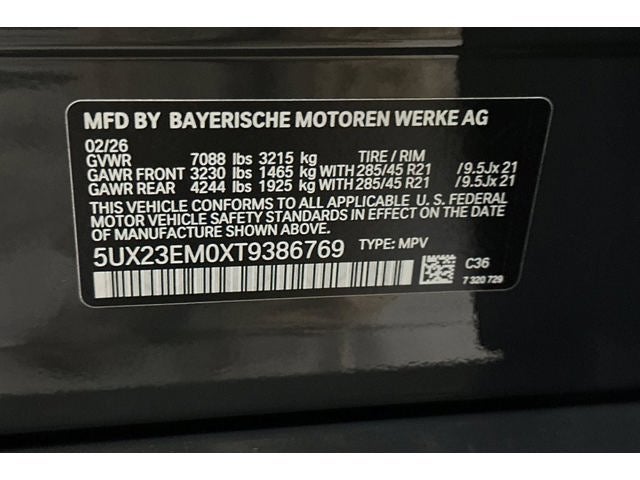 MFD BY BAYERISCHE MOTOREN WERKE AG
02/26
GVWR 7088 lbs 3215 kg TIRE / RIM
GAWR FRONT 3230 lbs 1465 kg WITH 285/45 R21 /9.5Jx21
GAWR REAR 4244 lbs 1925 kg WITH 285/45 R21 /9.5Jx21
THIS VEHICLE CONFORMS TO ALL APPLICABLE U. S. FEDERAL
MOTOR VEHICLE SAFETY STANDARDS IN EFFECT ON THE DATE
OF MANUFACTURE SHOWN ABOVE.
5UX23EM0XT9386769 TYPE: MPV
C36
7 320 729